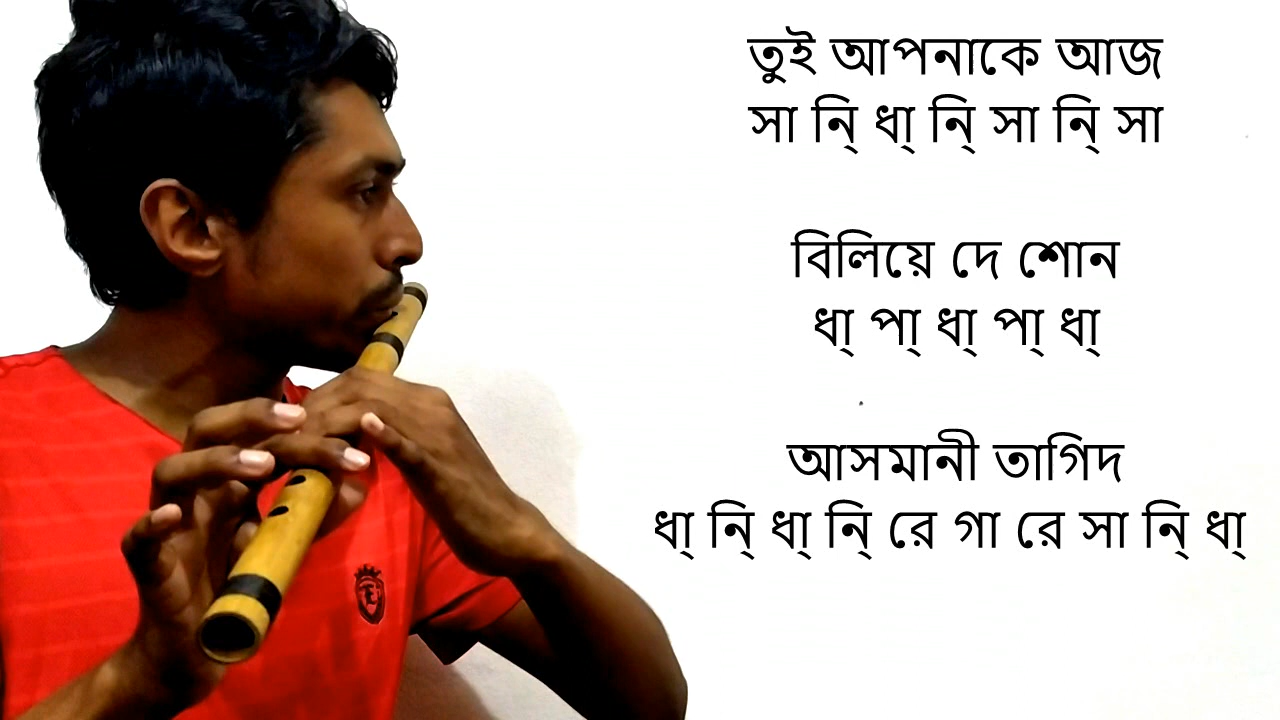 তুই আপনাকে আজ
সা নি্ ধা্ নি্ সা নি্ সা
বিলিয়ে দে শোন
ধা্ পা্ ধা্ পা্ ধা্
আসমানী তাগিদ
ধা্ নি্ ধা্ নি্ রে গা রে সা নি্ ধা্